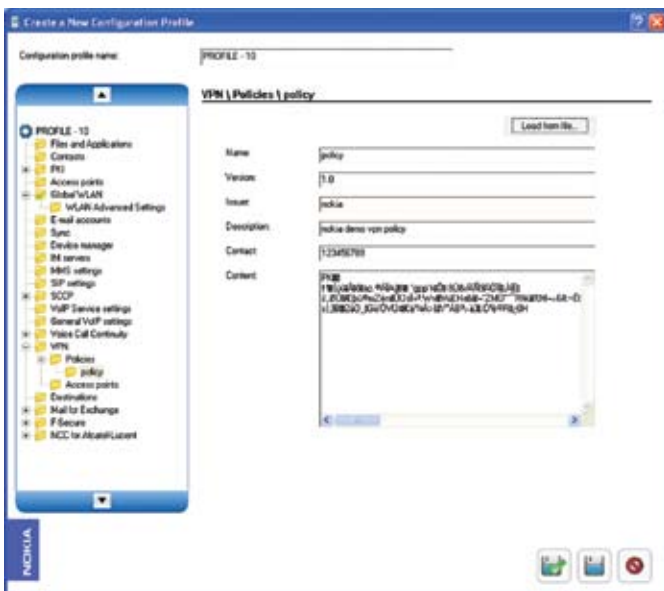 Create a New Configuration Profile
Configuration profile name:
PROFILE - 10
VPN \ Policies \ policy
Load from file...
PROFILE - 10
Files and Applications
Contacts
PKI
Access points
Global WLAN
WLAN Advanced Settings
E-mail accounts
Sync
Device manager
IM servers
MMS settings
SIP settings
SCCP
VoIP Service settings
General VoIP settings
Voice Call Continuity
VPN
Policies
policy
Access points
Destinations
Mail for Exchange
F-Secure
NCC for Alcatel-Lucent
Name
policy
Version:
1.0
Issuer:
nokia
Description:
nokia demo vpn policy
Contact
123456789
Content:
NOKIA